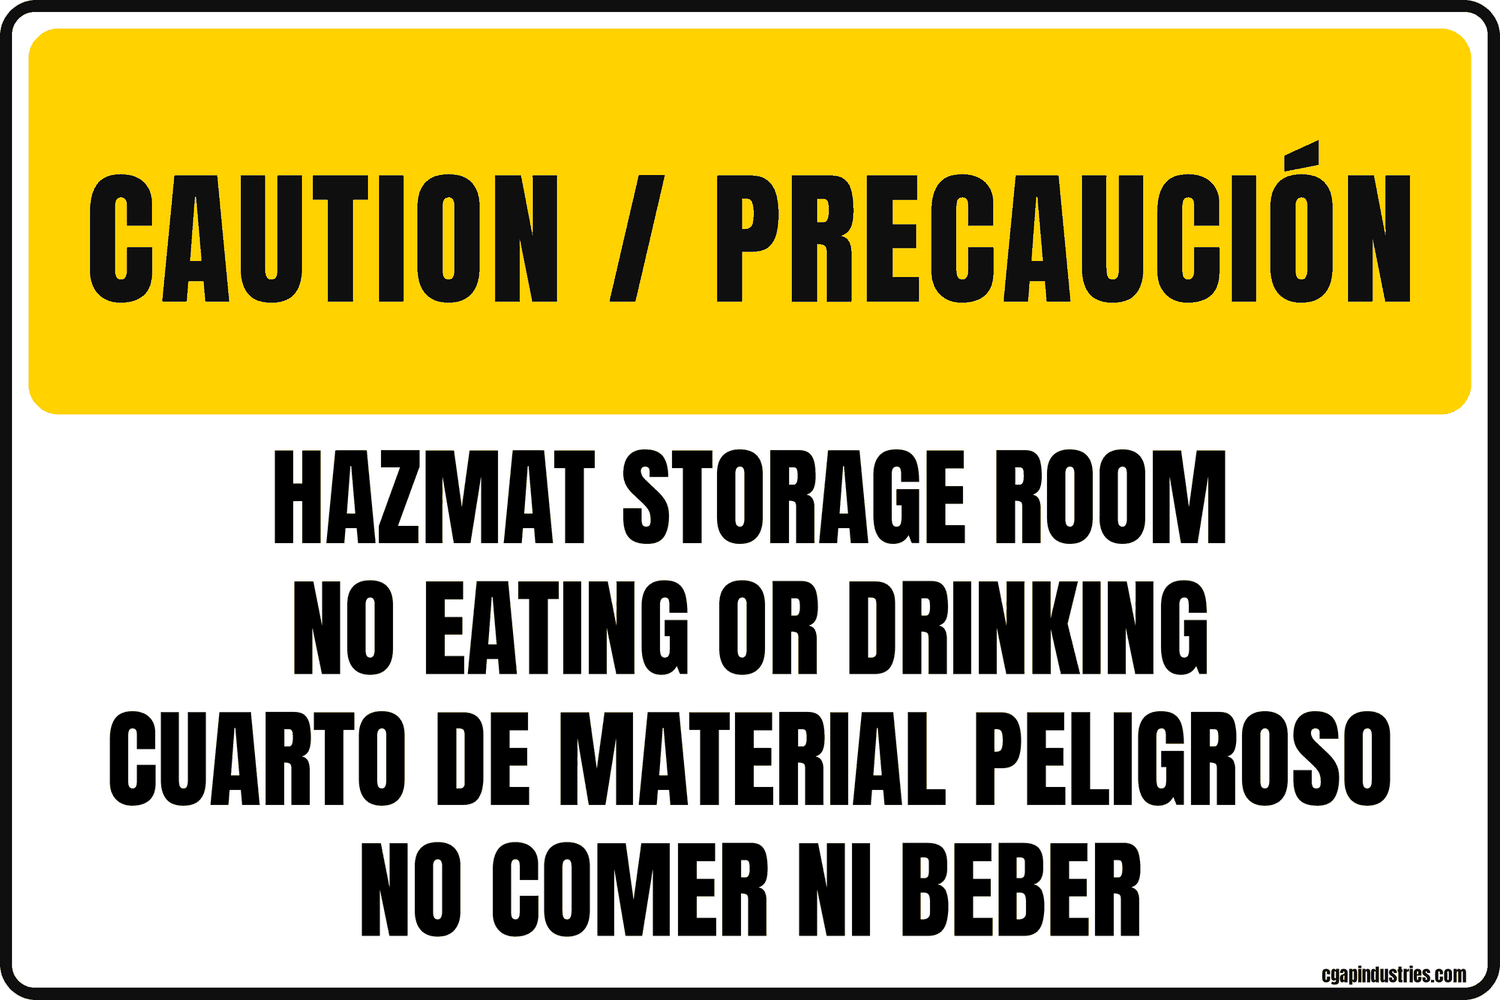 CAUTION / PRECAUCIÓN
HAZMAT STORAGE ROOM
NO EATING OR DRINKING
CUARTO DE MATERIAL PELIGROSO
NO COMER NI BEBER
cgapindustries.com